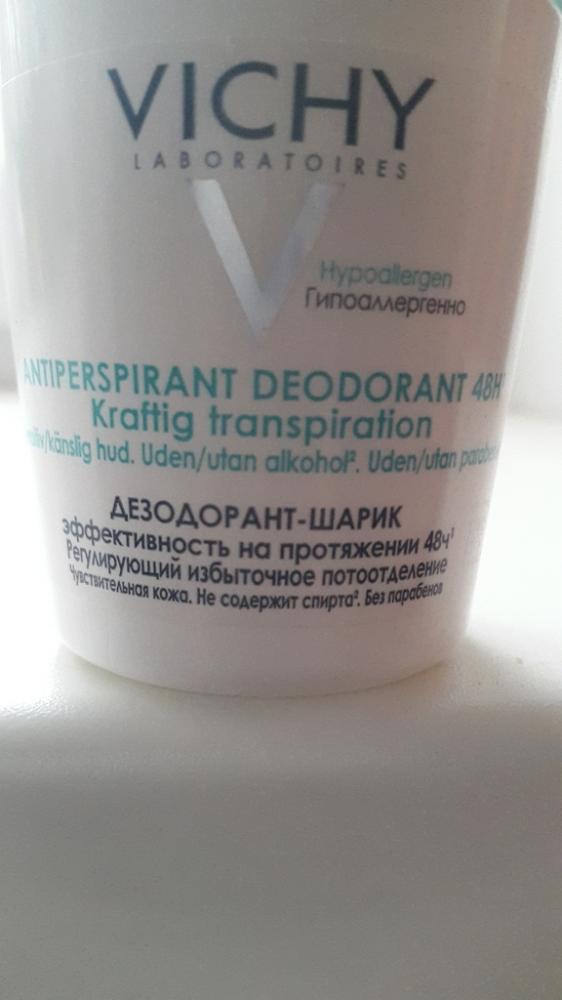 VICHY
LABORATOIRES
Hypoallergen
Гипоаллергенно
ANTIPERSPIRANT DEODORANT 48H
Kraftig transpiration
hud. Uden/utan alkohol². Uden/utan
ДЕЗОДОРАНТ-ШАРИК
эффективность на протяжении 48ч¹
Регулирующий избыточное потоотделение
Чувствительная кожа. Не содержит спирта². Без парабенов